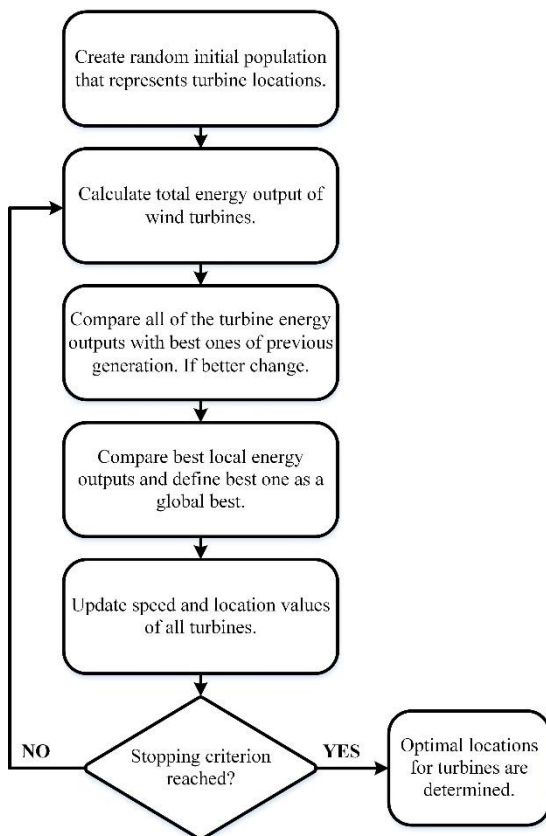 Create random initial population
that represents turbine locations.
Calculate total energy output of
wind turbines.
Compare all of the turbine energy
outputs with best ones of previous
generation. If better change.
Compare best local energy
outputs and define best one as a
global best.
Update speed and location values
of all turbines.
NO
Stopping criterion
reached?
YES
Optimal locations
for turbines are
determined.